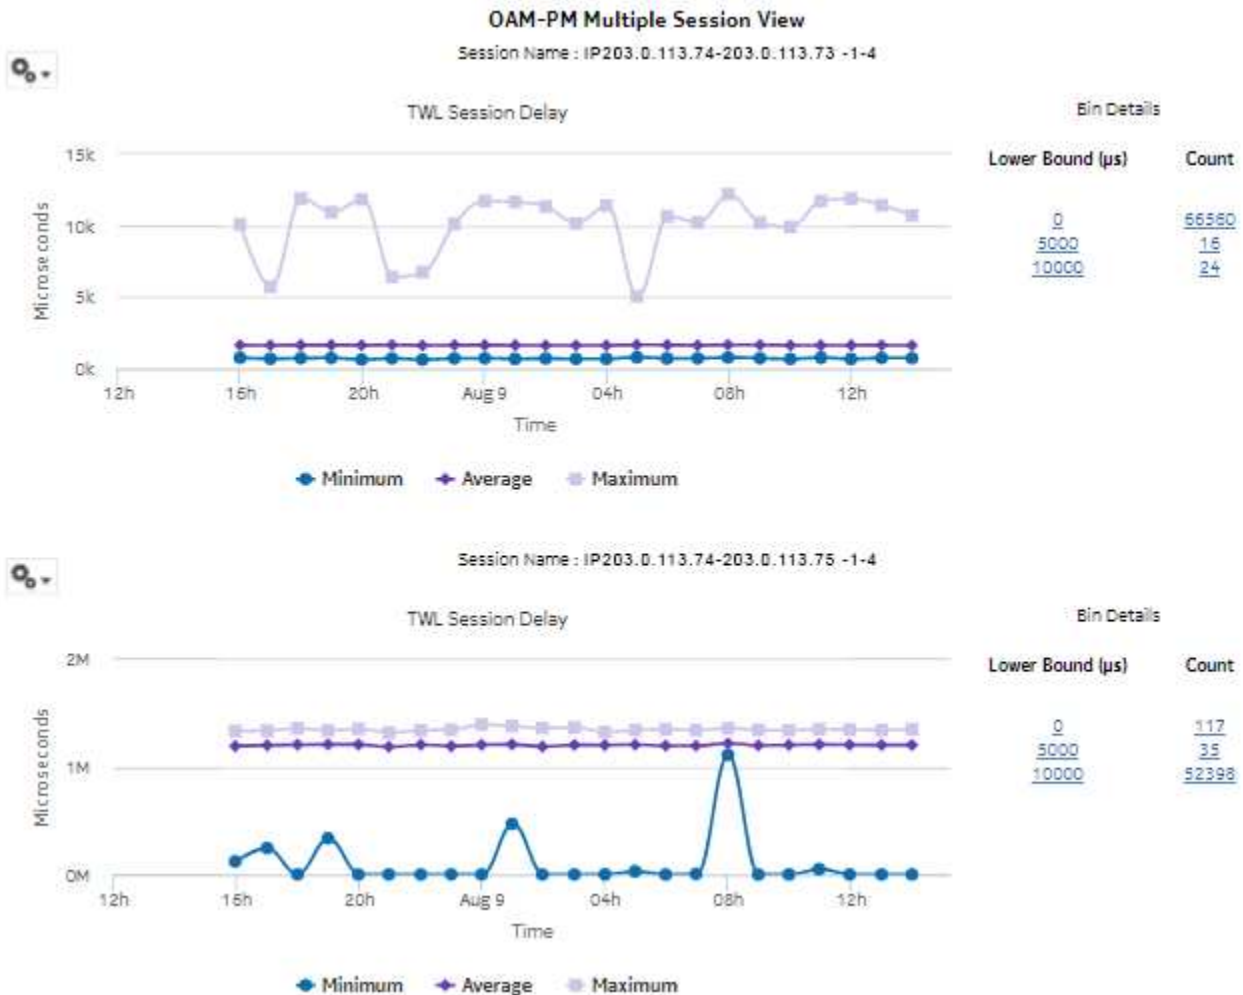 OAM-PM Multiple Session View
Session Name : IP203.0.113.74-203.0.113.73 -1-4
TWL Session Delay
Bin Details
Lower Bound (µs) Count
0 66560
5000 16
10000 24
Microseconds
15k
10k
5k
0k
12h 16h 20h Aug 9 04h 08h 12h
Time
Minimum Average Maximum
Session Name : IP203.0.113.74-203.0.113.75 -1-4
TWL Session Delay
Bin Details
Lower Bound (µs) Count
0 117
5000 35
10000 52398
Microseconds
2M
1M
0M
12h 16h 20h Aug 9 04h 08h 12h
Time
Minimum Average Maximum